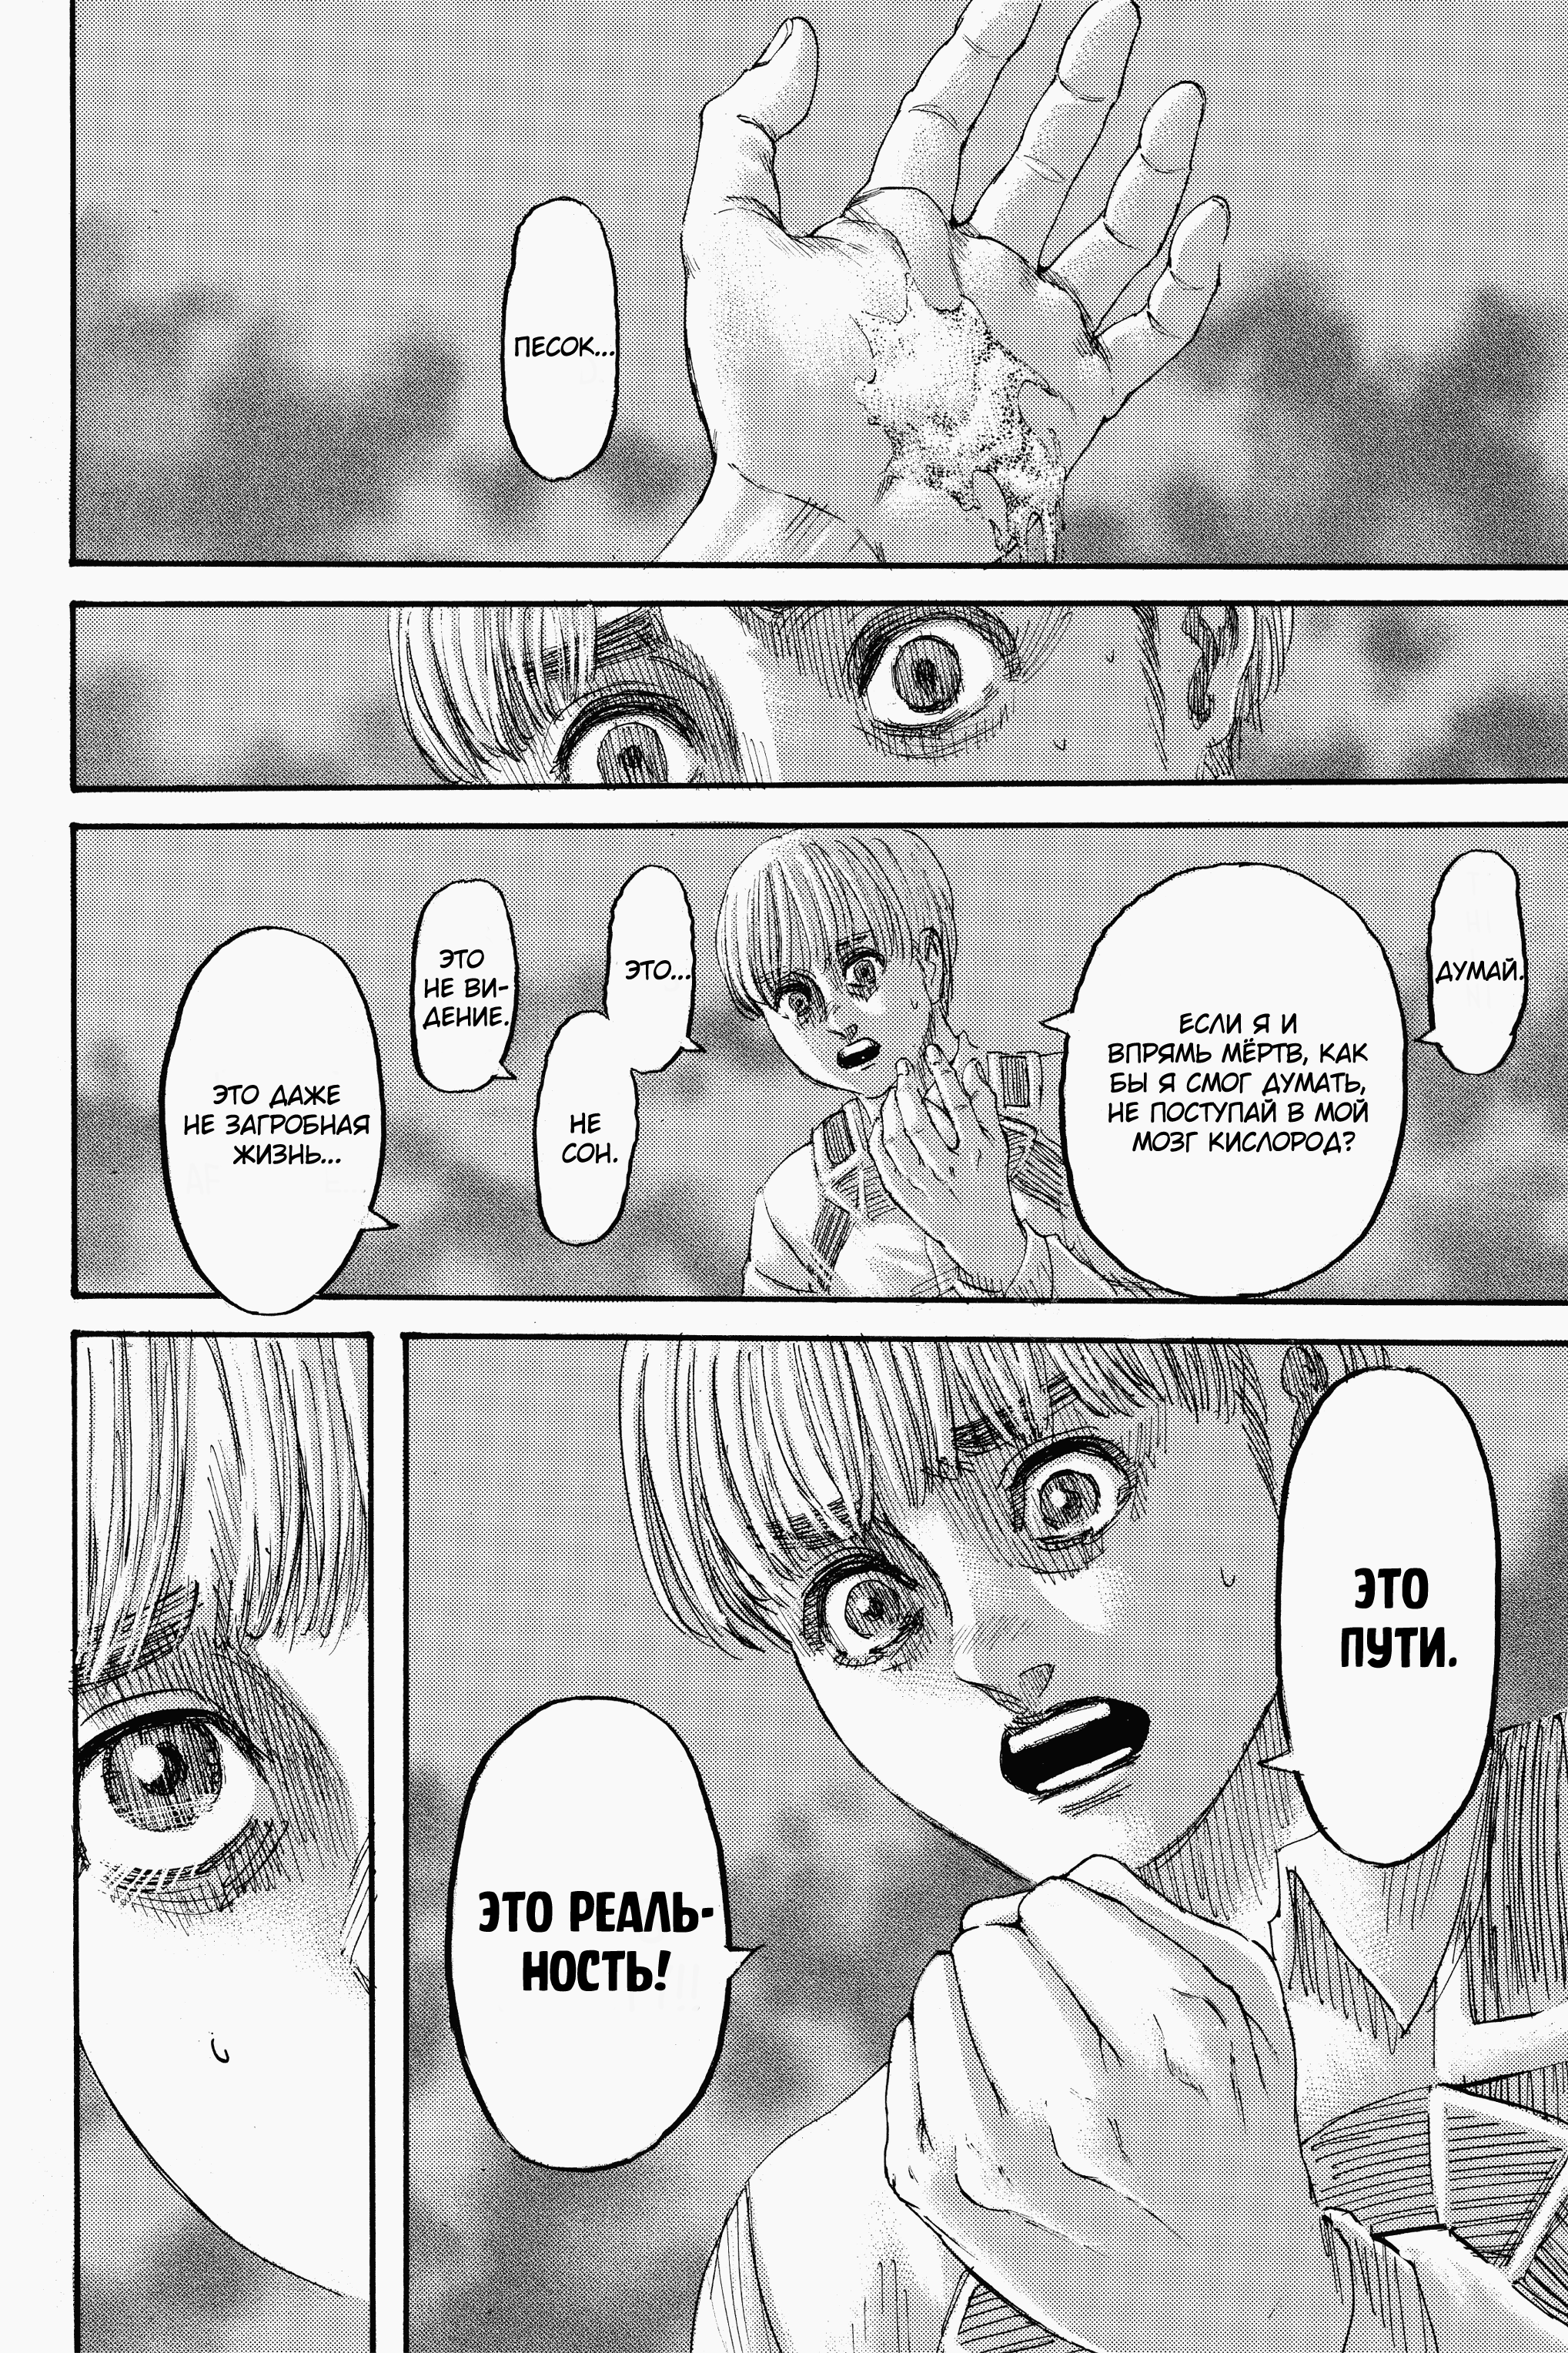 ПЕСОК...
ДУМАЙ.
ЕСЛИ Я И
ВПРЯМЬ МЁРТВ, КАК
БЫ Я СМОГ ДУМАТЬ,
НЕ ПОСТУПАЙ В МОЙ
МОЗГ КИСЛОРОД?
ЭТО...
НЕ
СОН.
ЭТО
НЕ ВИ-
ДЕНИЕ.
ЭТО ДАЖЕ
НЕ ЗАГРОБНАЯ
ЖИЗНЬ...
ЭТО
ПУТИ.
ЭТО РЕАЛЬ-
НОСТЬ!